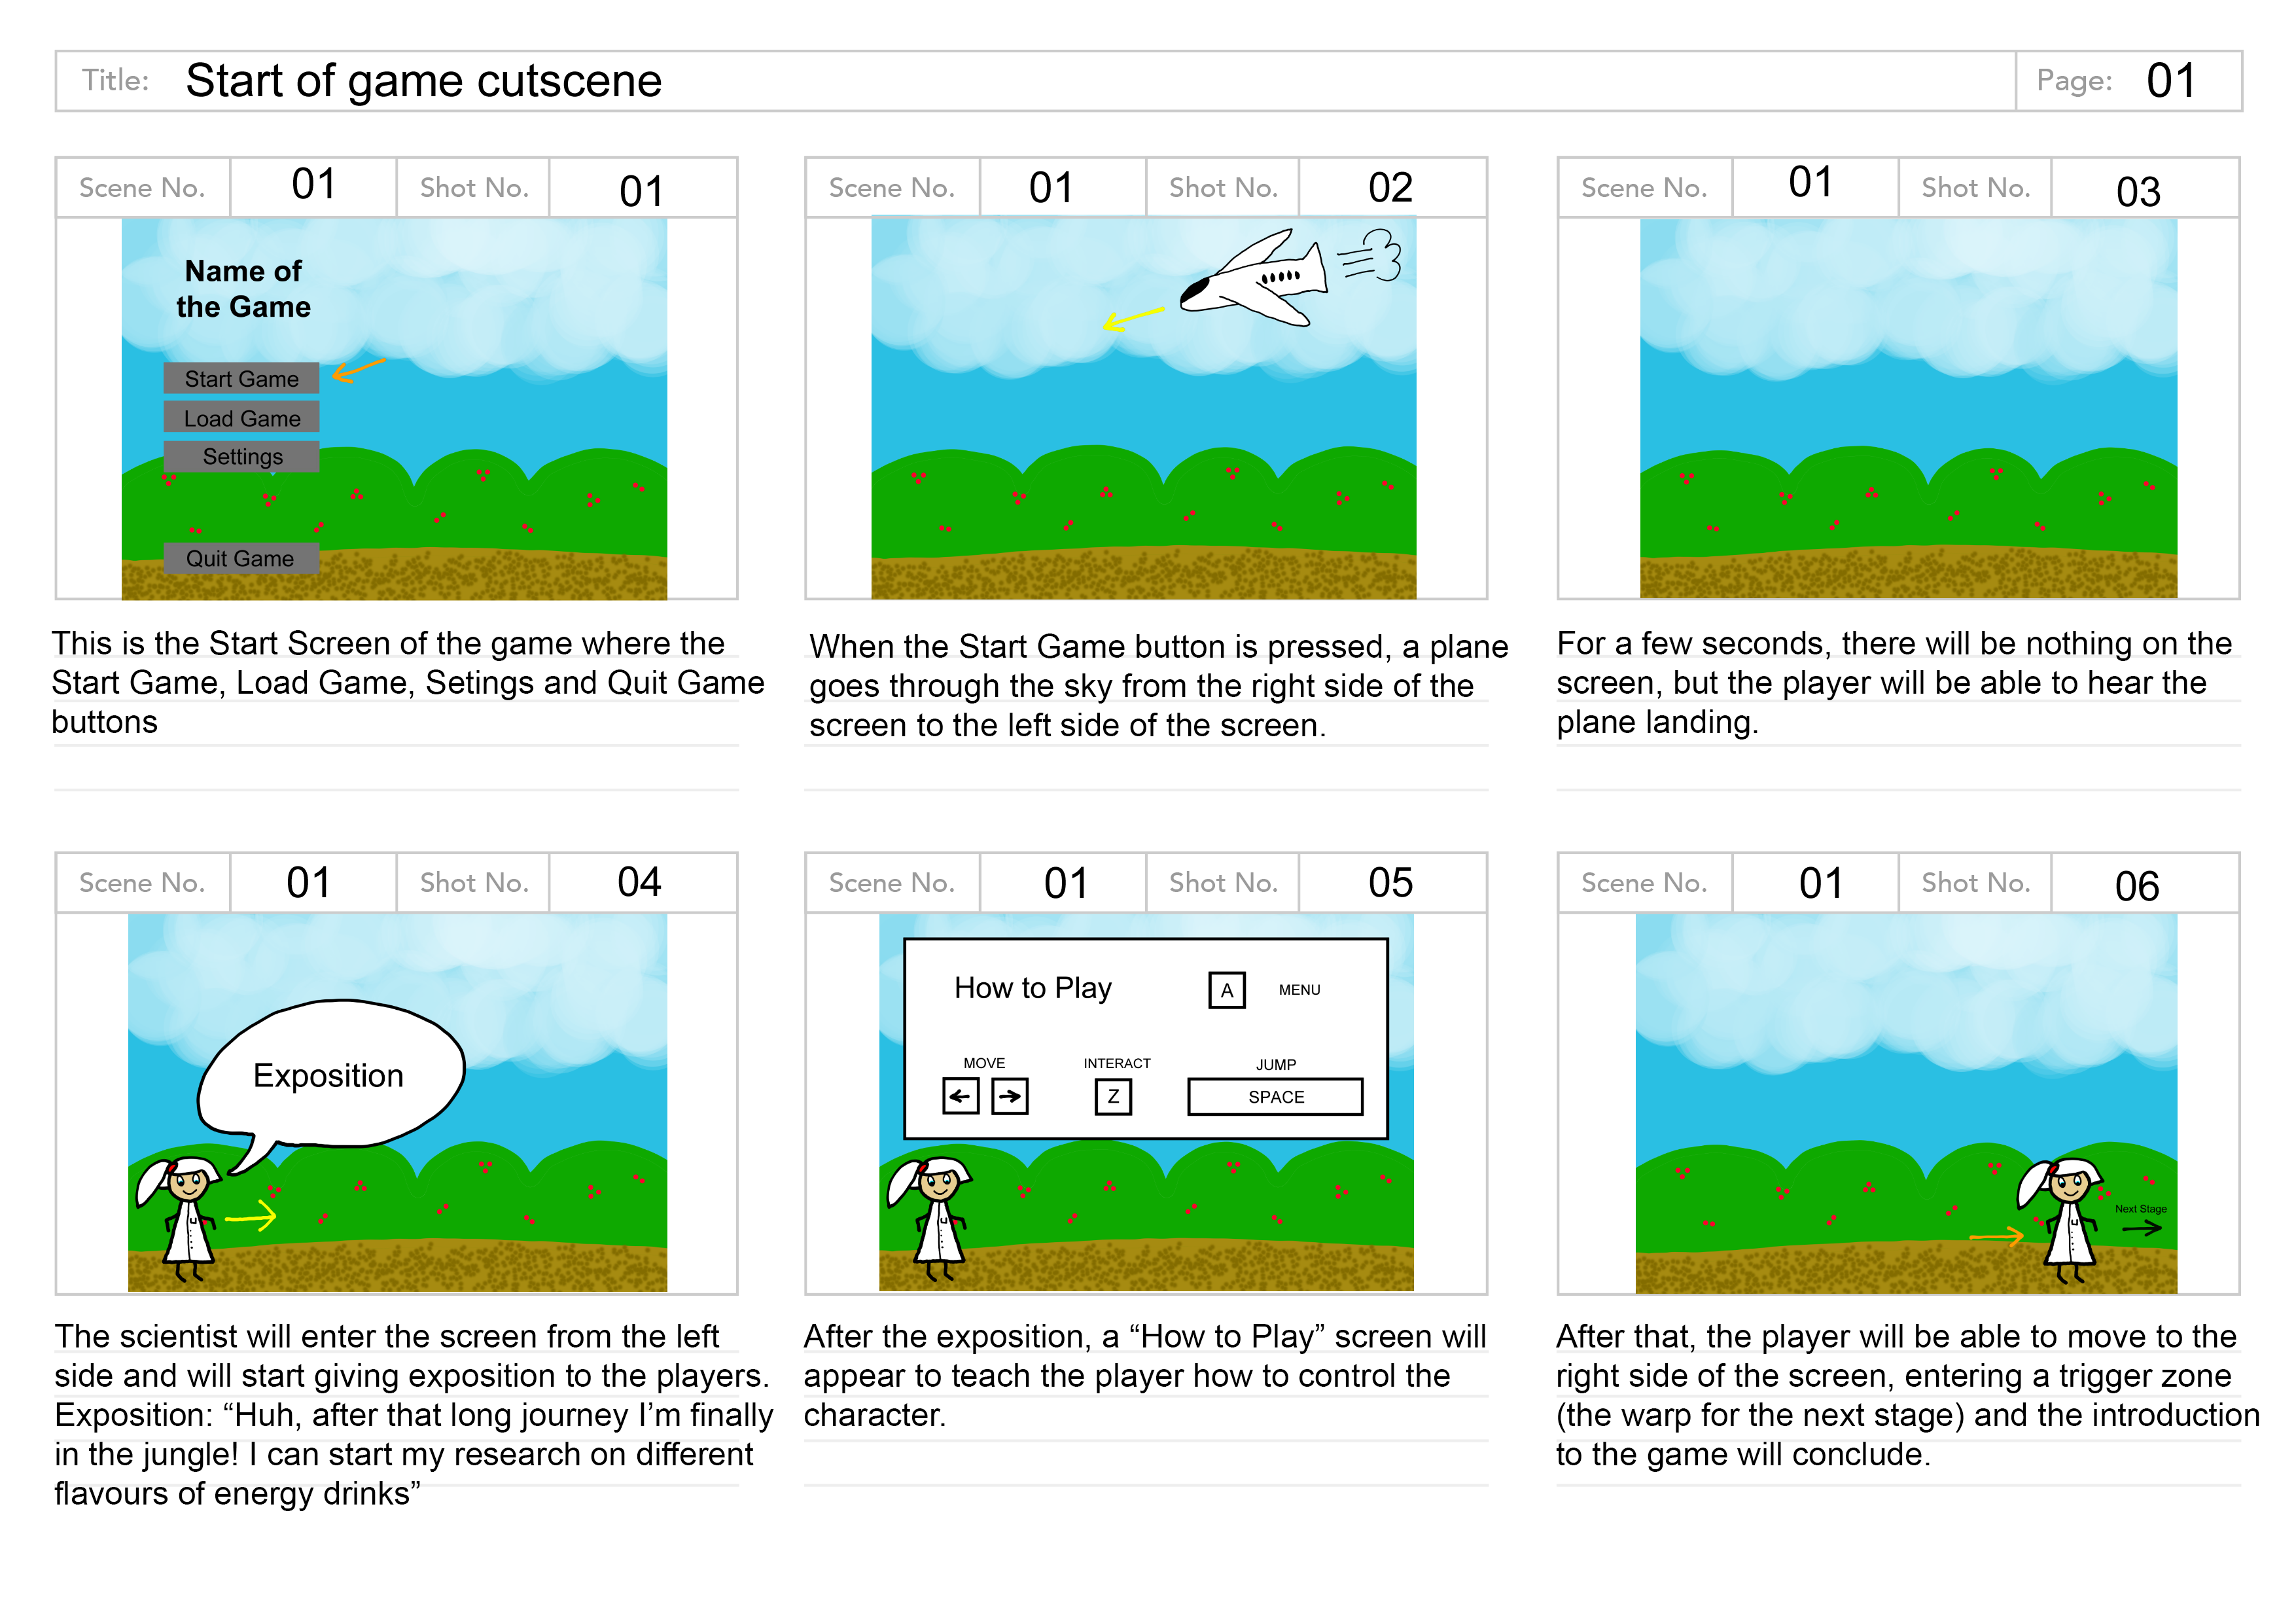 Title: Start of game cutscene Page: 01
Scene No. 01 Shot No. 01
Name of
the Game
Start Game
Load Game
Settings
Quit Game
This is the Start Screen of the game where the
Start Game, Load Game, Setings and Quit Game
buttons
Scene No. 01 Shot No. 02
When the Start Game button is pressed, a plane
goes through the sky from the right side of the
screen to the left side of the screen.
Scene No. 01 Shot No. 03
For a few seconds, there will be nothing on the
screen, but the player will be able to hear the
plane landing.
Scene No. 01 Shot No. 04
Exposition
The scientist will enter the screen from the left
side and will start giving exposition to the players.
Exposition: “Huh, after that long journey I’m finally
in the jungle! I can start my research on different
flavours of energy drinks”
Scene No. 01 Shot No. 05
How to Play
A MENU
MOVE INTERACT JUMP
← → Z SPACE
After the exposition, a “How to Play” screen will
appear to teach the player how to control the
character.
Scene No. 01 Shot No. 06
Next Stage
After that, the player will be able to move to the
right side of the screen, entering a trigger zone
(the warp for the next stage) and the introduction
to the game will conclude.